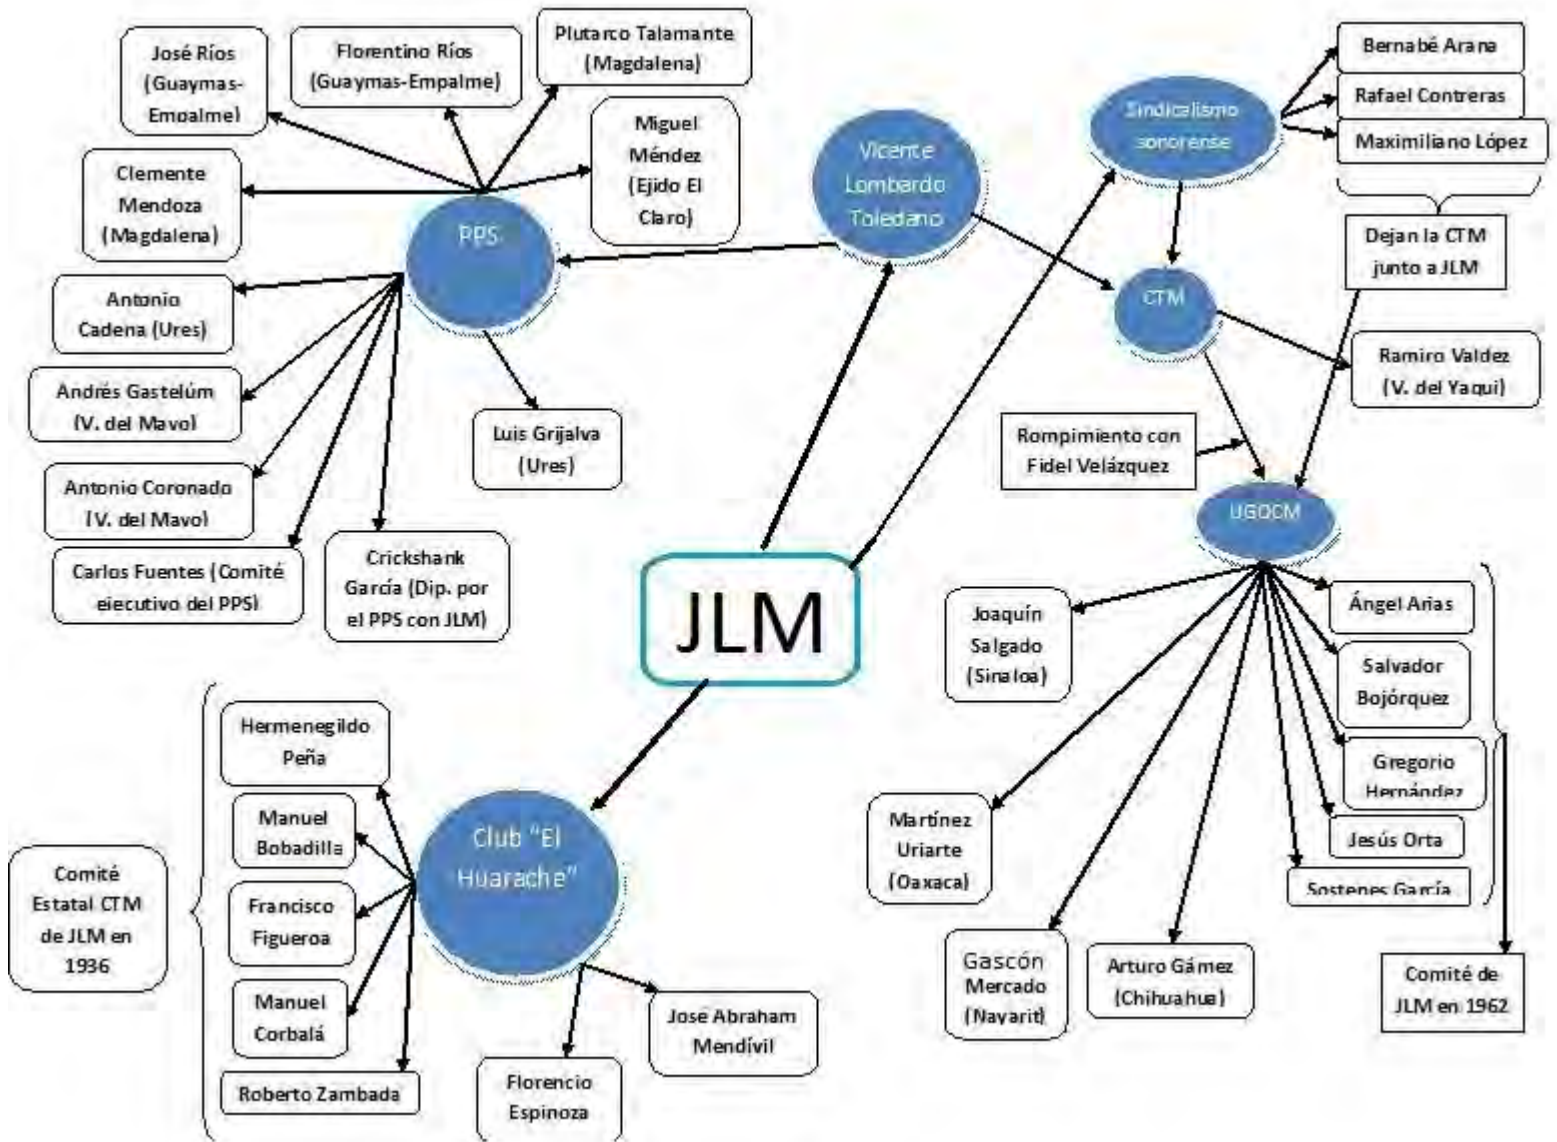 José Ríos
(Guaymas-
Empalme)
Florentino Ríos
(Guaymas-Empalme)
Plutarco Talamante
(Magdalena)
Miguel
Méndez
(Ejido El
Claro)
Clemente
Mendoza
(Magdalena)
PPS
Antonio
Cadena (Ures)
Andrés Gastelúm
(V. del Mayo)
Antonio Coronado
(V. del Mayo)
Carlos Fuentes (Comité
ejecutivo del PPS)
Crickshank
García (Dip. por
el PPS con JLM)
Luis Grijalva
(Ures)
Vicente
Lombardo
Toledano
Sindicalismo
sonorense
Bernabé Arana
Rafael Contreras
Maximiliano López
Dejan la CTM
junto a JLM
CTM
Ramiro Valdez
(V. del Yaqui)
Rompimiento con
Fidel Velázquez
UGOCM
JLM
Joaquín
Salgado
(Sinaloa)
Martínez
Uriarte
(Oaxaca)
Gascón
Mercado
(Nayarit)
Arturo Gámez
(Chihuahua)
Ángel Arias
Salvador
Bojórquez
Gregorio
Hernández
Jesús Orta
Sostenes García
Comité de
JLM en 1962
Club "El
Huarache"
Hermenegildo
Peña
Manuel
Bobadilla
Francisco
Figueroa
Manuel
Corbalá
Roberto Zambada
Comité
Estatal CTM
de JLM en
1936
Florencio
Espinoza
José Abraham
Mendívil